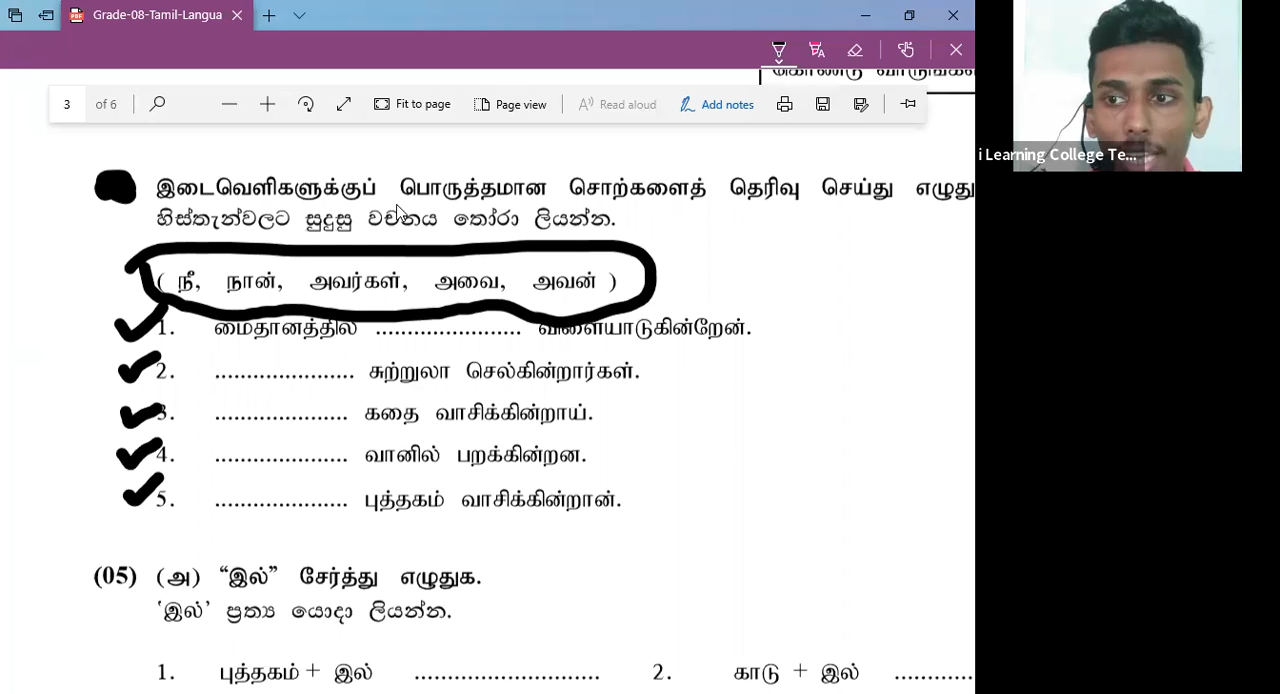 Grade-08-Tamil-Langua
கொண்டு வாருங்கள்
3 of 6 Fit to page Page view Read aloud Add notes
i Learning College Te...
இடைவெளிகளுக்குப் பொருத்தமான சொற்களைத் தெரிவு செய்து எழுது
හිස්තැන්වලට සුදුසු වචනය තෝරා ලියන්න.
( நீ, நான், அவர்கள், அவை, அவன் )
1. மைதானத்தில் ...................... விளையாடுகின்றேன்.
2. ..................... சுற்றுலா செல்கின்றார்கள்.
3. .................... கதை வாசிக்கின்றாய்.
4. .................... வானில் பறக்கின்றன.
5. .................... புத்தகம் வாசிக்கின்றான்.
(05) (அ) “இல்” சேர்த்து எழுதுக.
‘இல்’ ප්‍රත්‍ය යොදා ලියන්න.
1. புத்தகம் + இல் ............................ 2. காடு + இல் ............